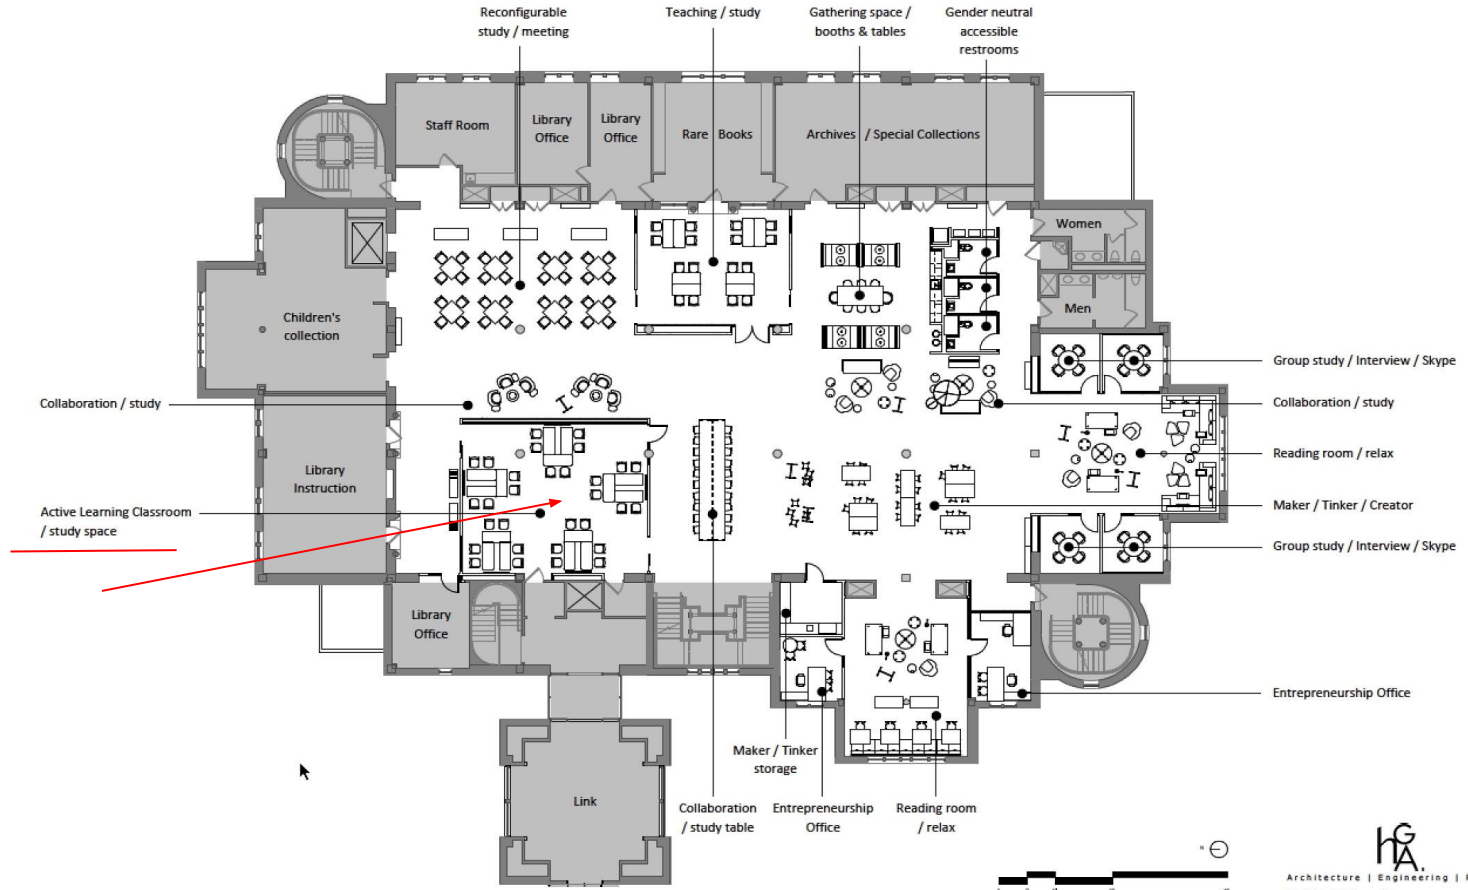 Reconfigurable
study / meeting
Teaching / study
Gathering space /
booths & tables
Gender neutral
accessible
restrooms
Staff Room
Library
Office
Library
Office
Rare Books
Archives / Special Collections
Women
Men
Children's
collection
Group study / Interview / Skype
Collaboration / study
Collaboration / study
Reading room / relax
Library
Instruction
Active Learning Classroom
/ study space
Maker / Tinker / Creator
Group study / Interview / Skype
Library
Office
Entrepreneurship Office
Maker / Tinker
storage
Link
Collaboration
/ study table
Entrepreneurship
Office
Reading room
/ relax
N
hGA.
Architecture | Engineering |